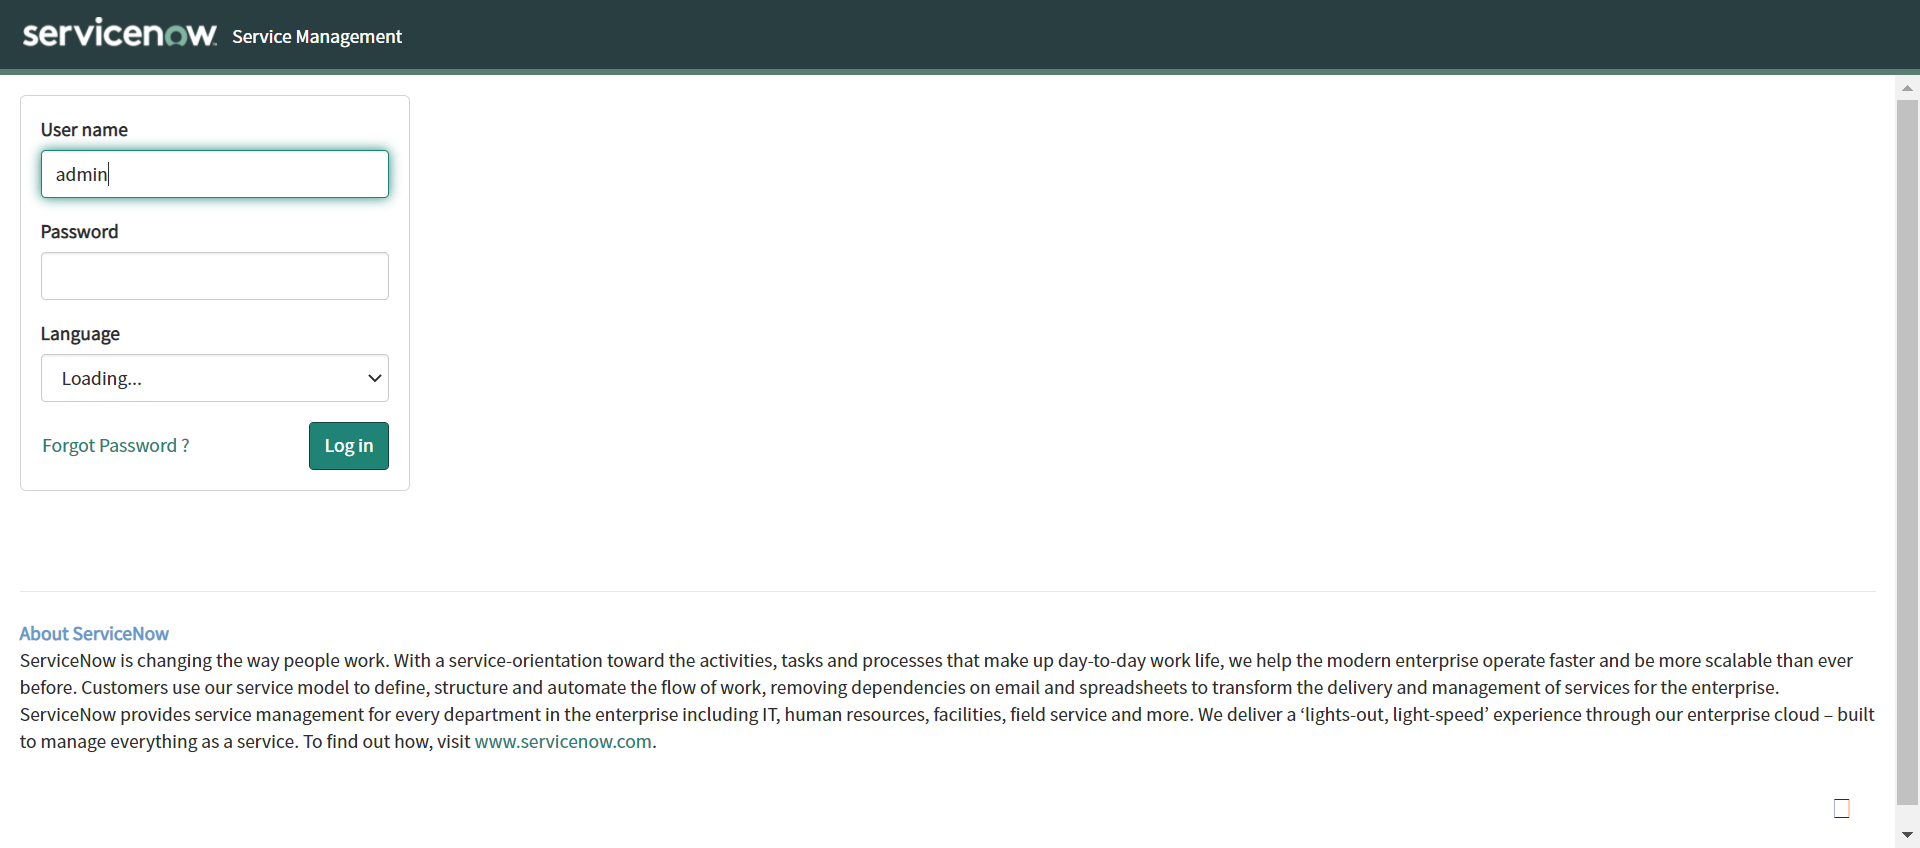 servicenow Service Management
User name
admin
Password
Language
Loading...
Forgot Password ?
Log in
About ServiceNow
ServiceNow is changing the way people work. With a service-orientation toward the activities, tasks and processes that make up day-to-day work life, we help the modern enterprise operate faster and be more scalable than ever
before. Customers use our service model to define, structure and automate the flow of work, removing dependencies on email and spreadsheets to transform the delivery and management of services for the enterprise.
ServiceNow provides service management for every department in the enterprise including IT, human resources, facilities, field service and more. We deliver a ‘lights-out, light-speed’ experience through our enterprise cloud – built
to manage everything as a service. To find out how, visit www.servicenow.com.